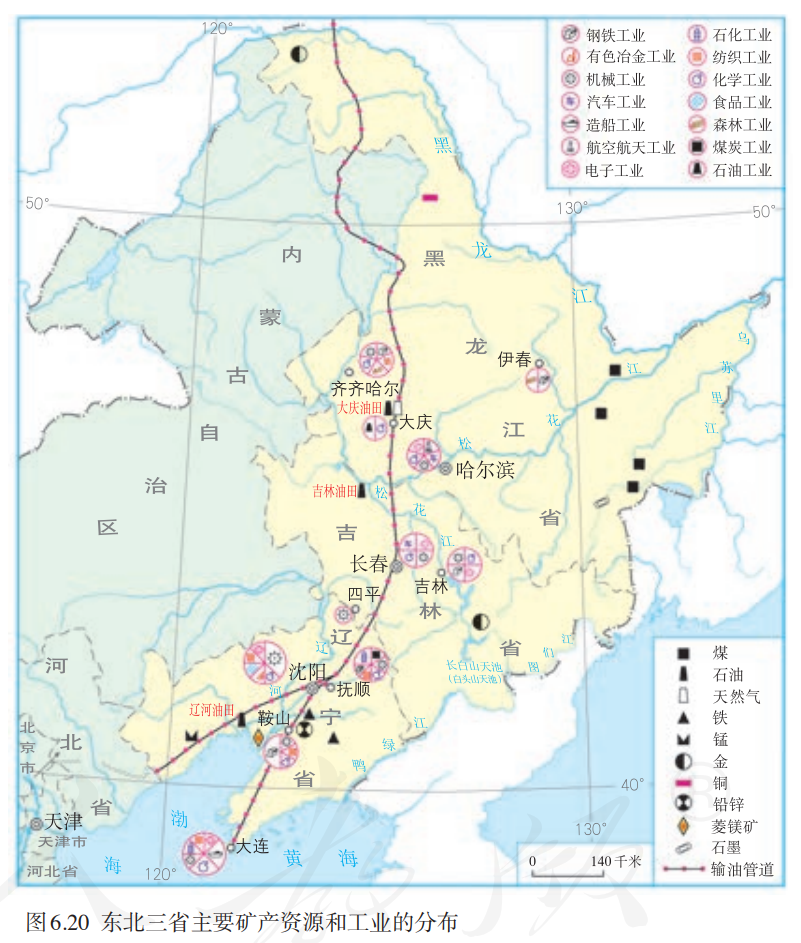 120°
钢铁工业 石化工业
有色冶金工业 纺织工业
机械工业 化学工业
汽车工业 食品工业
造船工业 森林工业
航空航天工业 煤炭工业
电子工业 石油工业
黑
50°
130°
50°
龙
江
内
蒙
古
自
治
区
黑
龙
江
省
伊春
江
乌
苏
里
江
齐齐哈尔
大庆油田
大庆
花
松
哈尔滨
吉林油田
松
花
江
吉
林
省
长春
吉林
四平
辽
河
辽
宁
省
沈阳
抚顺
长白山天池
(白头山天池)
图
们
江
辽河油田
鞍山
鸭
绿
江
河
北
省
北
京
市
天津
天津市
河北省
渤
海
120°
大连
黄
海
40°
130°
煤
石油
天然气
铁
锰
金
铜
铅锌
菱镁矿
石墨
输油管道
0 140千米
图6.20 东北三省主要矿产资源和工业的分布